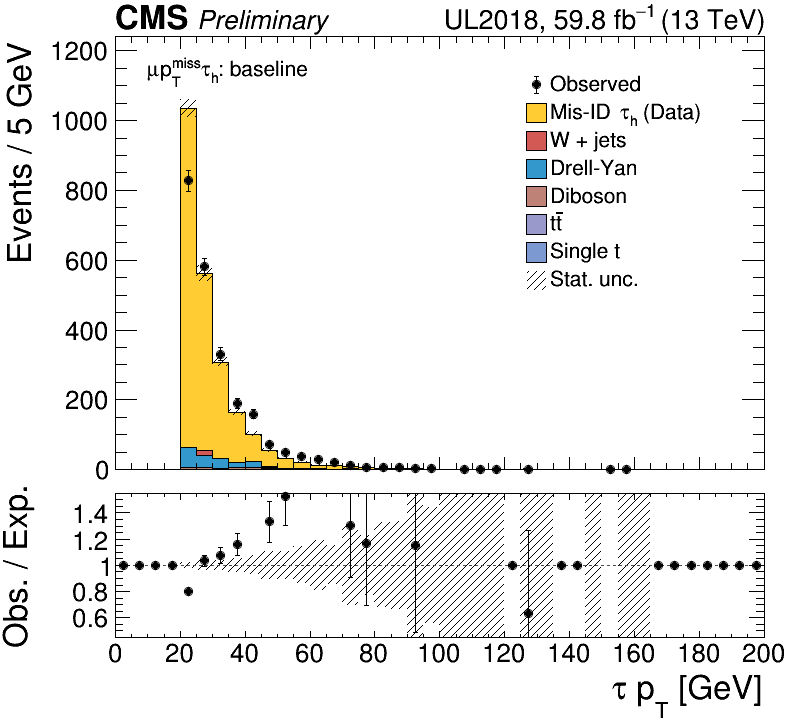 CMS Preliminary UL2018, 59.8 fb⁻¹ (13 TeV)
Events / 5 GeV
1200
1000
800
600
400
200
0
μp_T^miss τ_h: baseline
Observed
Mis-ID τ_h (Data)
W + jets
Drell-Yan
Diboson
tt̄
Single t
Stat. unc.
Obs. / Exp.
1.4
1.2
1
0.8
0.6
0 20 40 60 80 100 120 140 160 180 200
τ p_T [GeV]